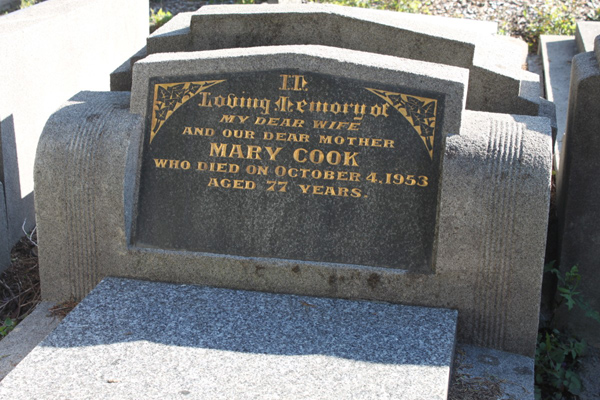 In
Loving Memory of
MY DEAR WIFE
AND OUR DEAR MOTHER
MARY COOK
WHO DIED ON OCTOBER 4.1953
AGED 77 YEARS.